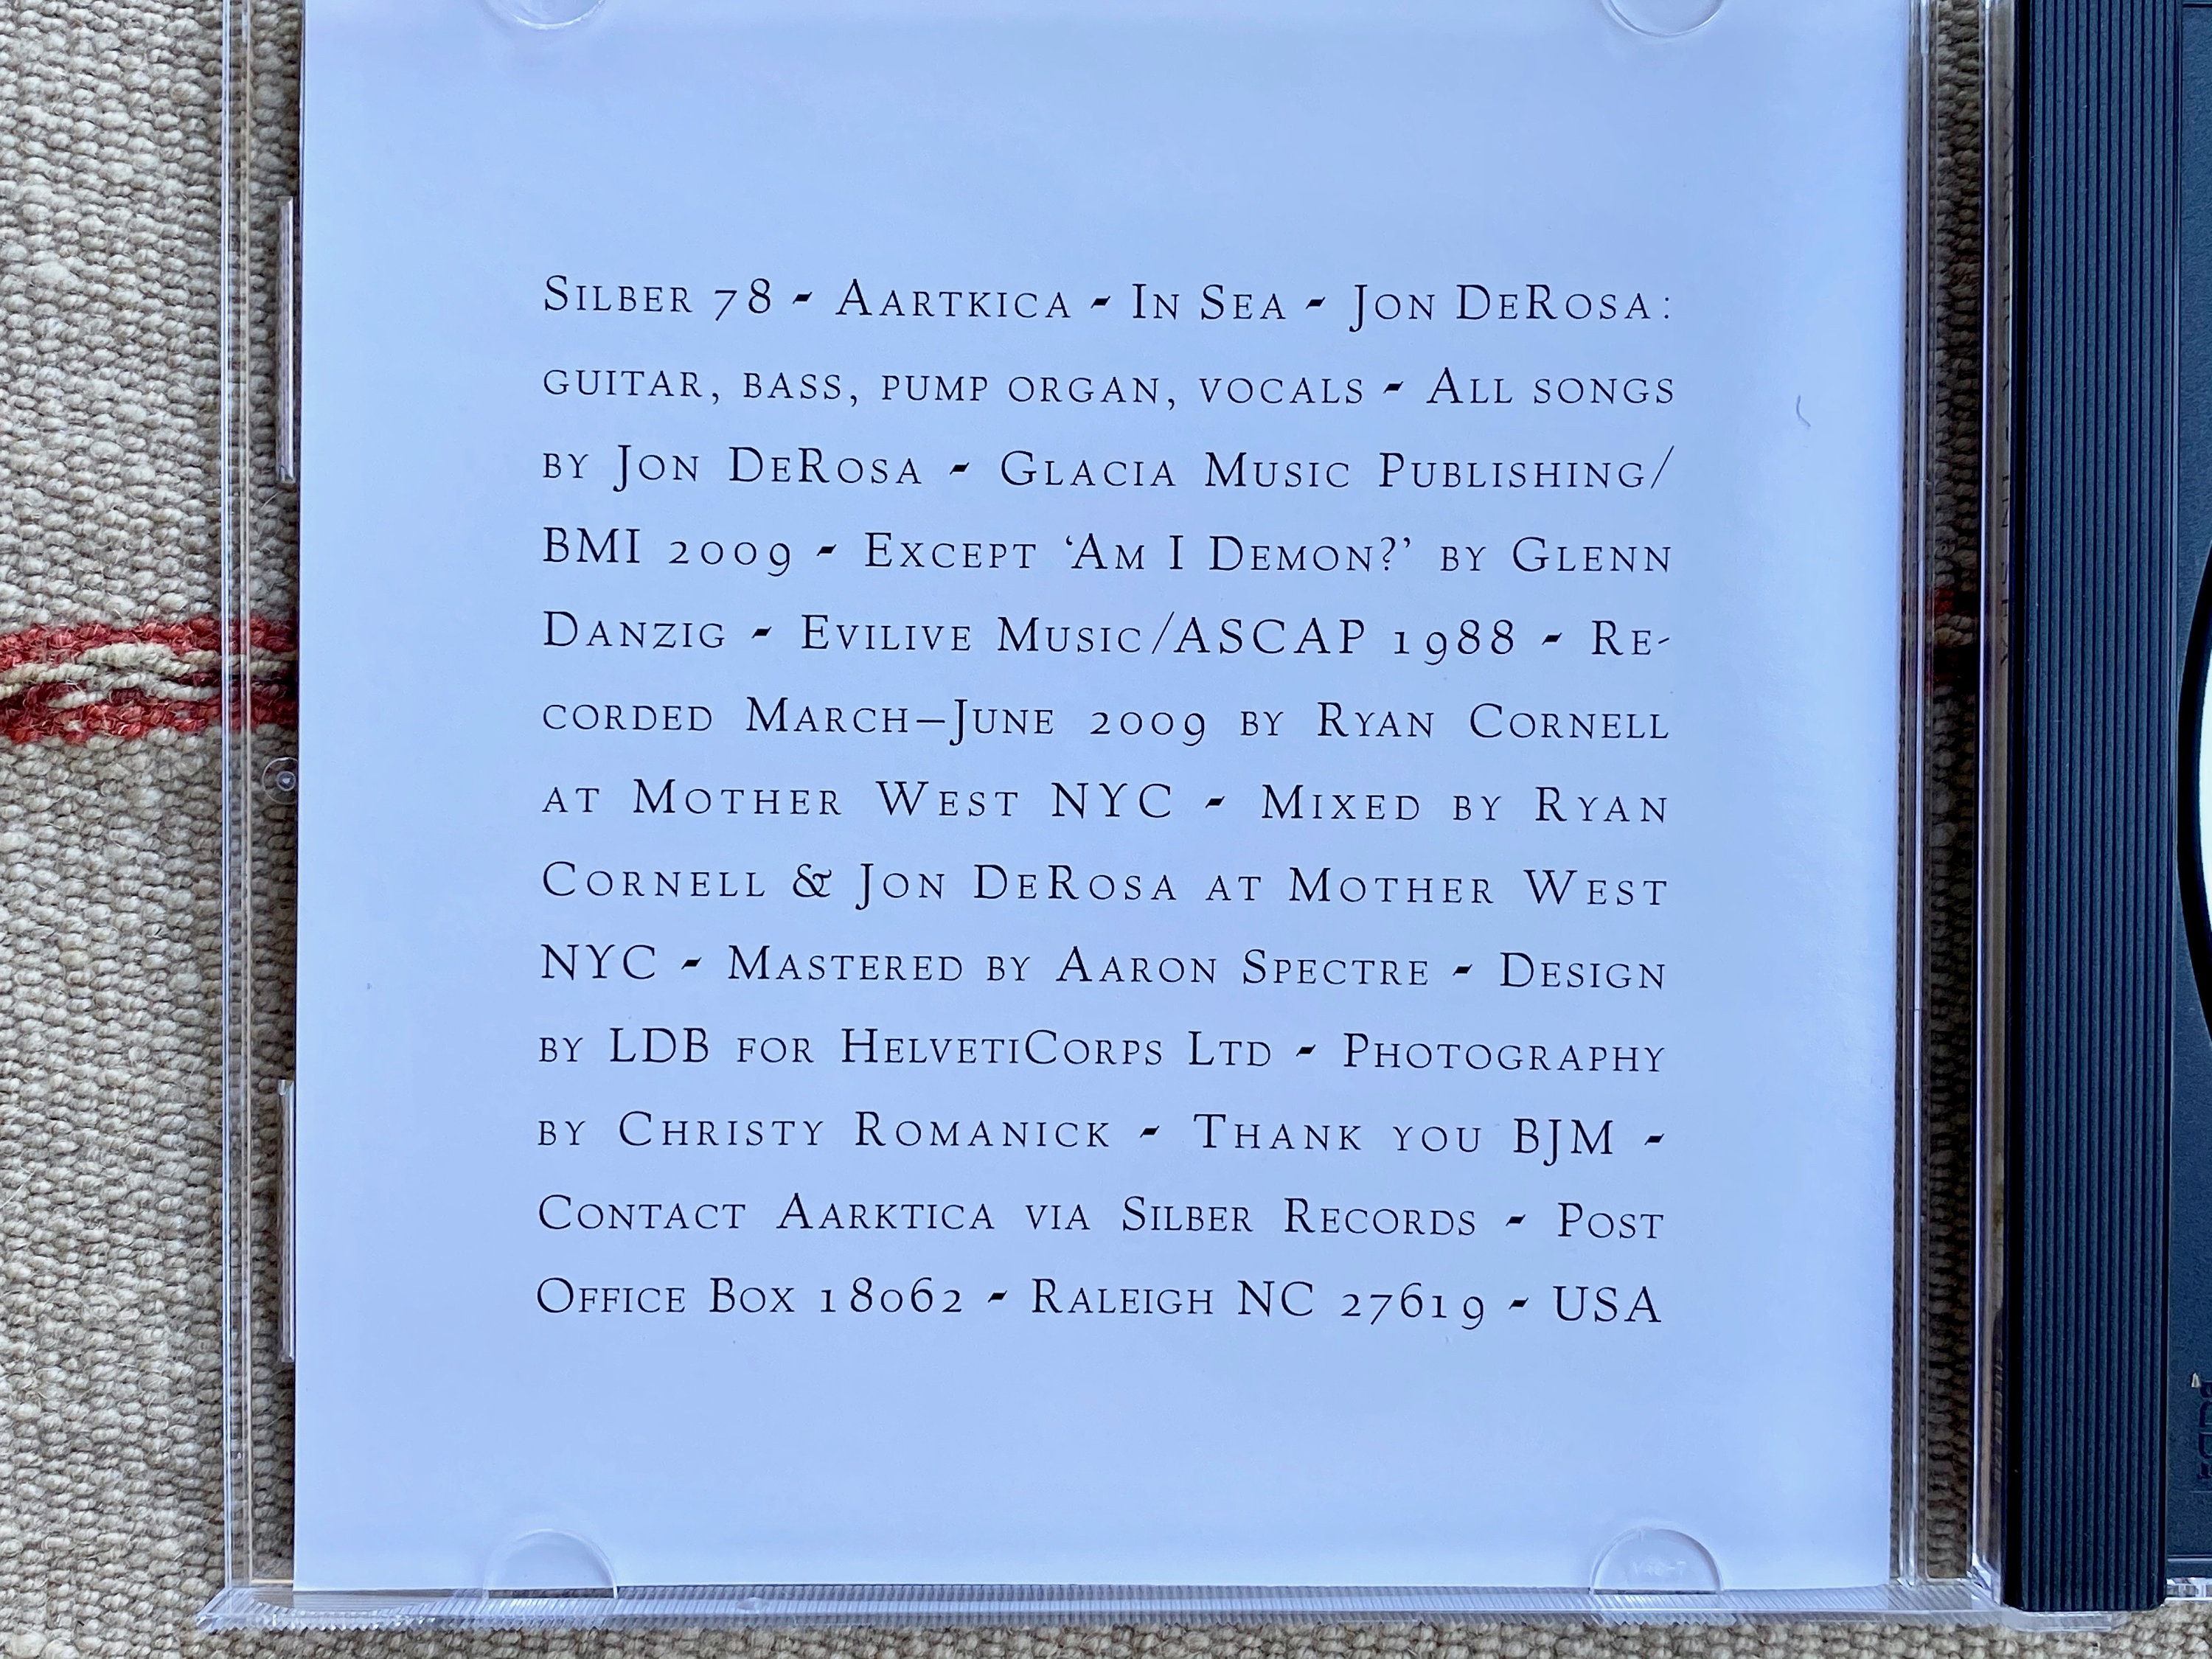 Silber 78 - Aartkica - In Sea - Jon DeRosa:
guitar, bass, pump organ, vocals - All songs
by Jon DeRosa - Glacia Music Publishing/
BMI 2009 - Except ‘Am I Demon?’ by Glenn
Danzig - Evilive Music/ASCAP 1988 - Re-
corded March–June 2009 by Ryan Cornell
at Mother West NYC - Mixed by Ryan
Cornell & Jon DeRosa at Mother West
NYC - Mastered by Aaron Spectre - Design
by LDB for HelvetiCorps Ltd - Photography
by Christy Romanick - Thank you BJM -
Contact Aarktica via Silber Records - Post
Office Box 18062 - Raleigh NC 27619 - USA